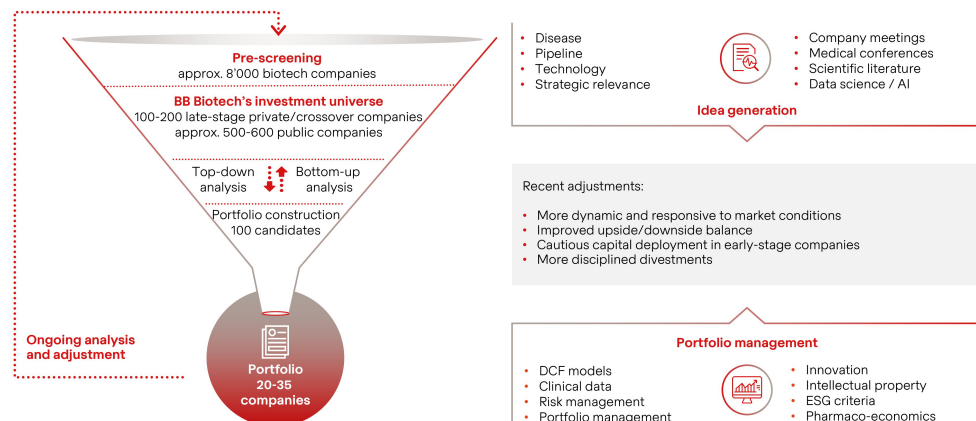 Pre-screening
approx. 8'000 biotech companies
BB Biotech's investment universe
100-200 late-stage private/crossover companies
approx. 500-600 public companies
Top-down
analysis
Bottom-up
analysis
Portfolio construction
100 candidates
Ongoing analysis
and adjustment
Portfolio
20-35
companies
• Disease
• Pipeline
• Technology
• Strategic relevance
• Company meetings
• Medical conferences
• Scientific literature
• Data science / AI
Idea generation
Recent adjustments:
• More dynamic and responsive to market conditions
• Improved upside/downside balance
• Cautious capital deployment in early-stage companies
• More disciplined divestments
Portfolio management
• DCF models
• Clinical data
• Risk management
• Portfolio management
• Innovation
• Intellectual property
• ESG criteria
• Pharmaco-economics